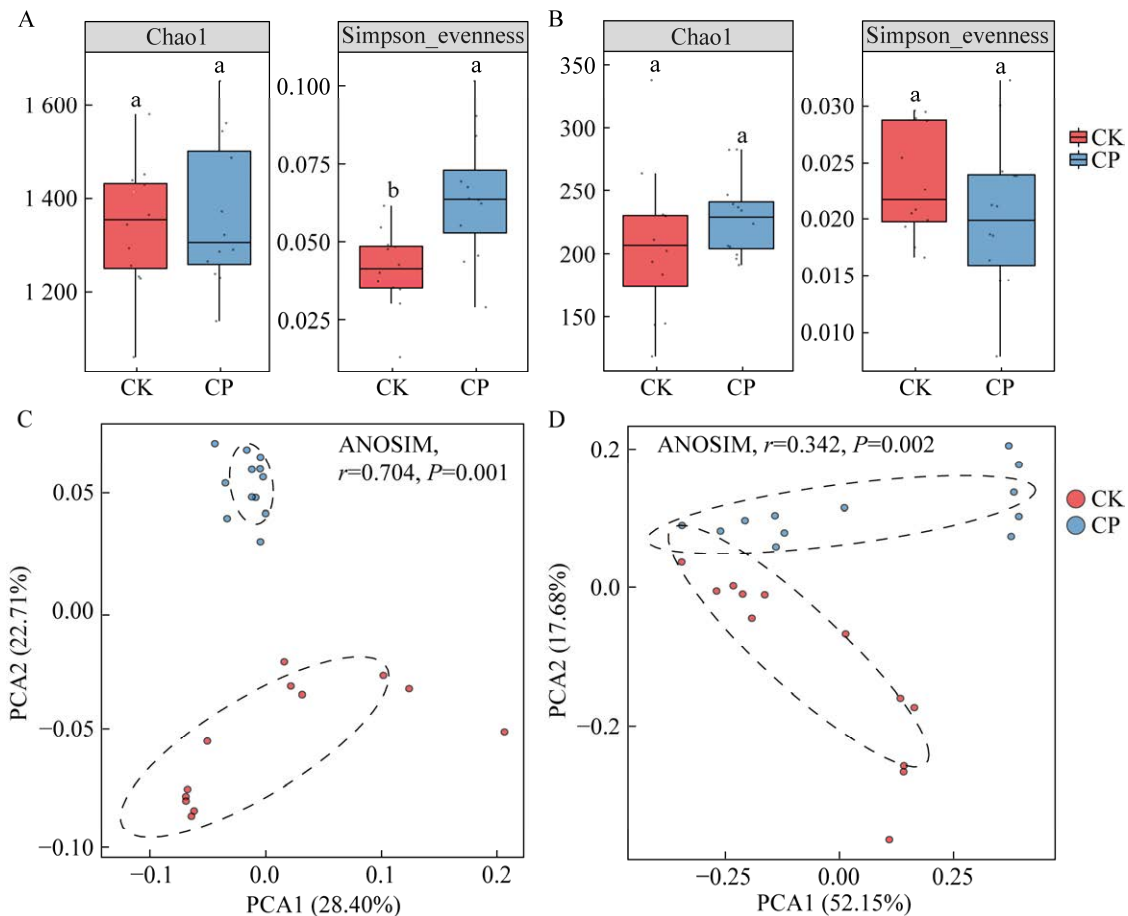 A
Chao1
Simpson_evenness
1 600
1 400
1 200
a
a
0.100
0.075
0.050
0.025
b
a
CK
CP
CK
CP
B
Chao1
Simpson_evenness
350
300
250
200
150
a
a
0.030
0.025
0.020
0.015
0.010
a
a
CK
CP
CK
CP
CK
CP
C
ANOSIM,
r=0.704, P=0.001
0.05
0.00
−0.05
−0.10
PCA2 (22.71%)
−0.1
0.0
0.1
0.2
PCA1 (28.40%)
D
ANOSIM, r=0.342, P=0.002
0.2
0.0
−0.2
PCA2 (17.68%)
−0.25
0.00
0.25
PCA1 (52.15%)
CK
CP